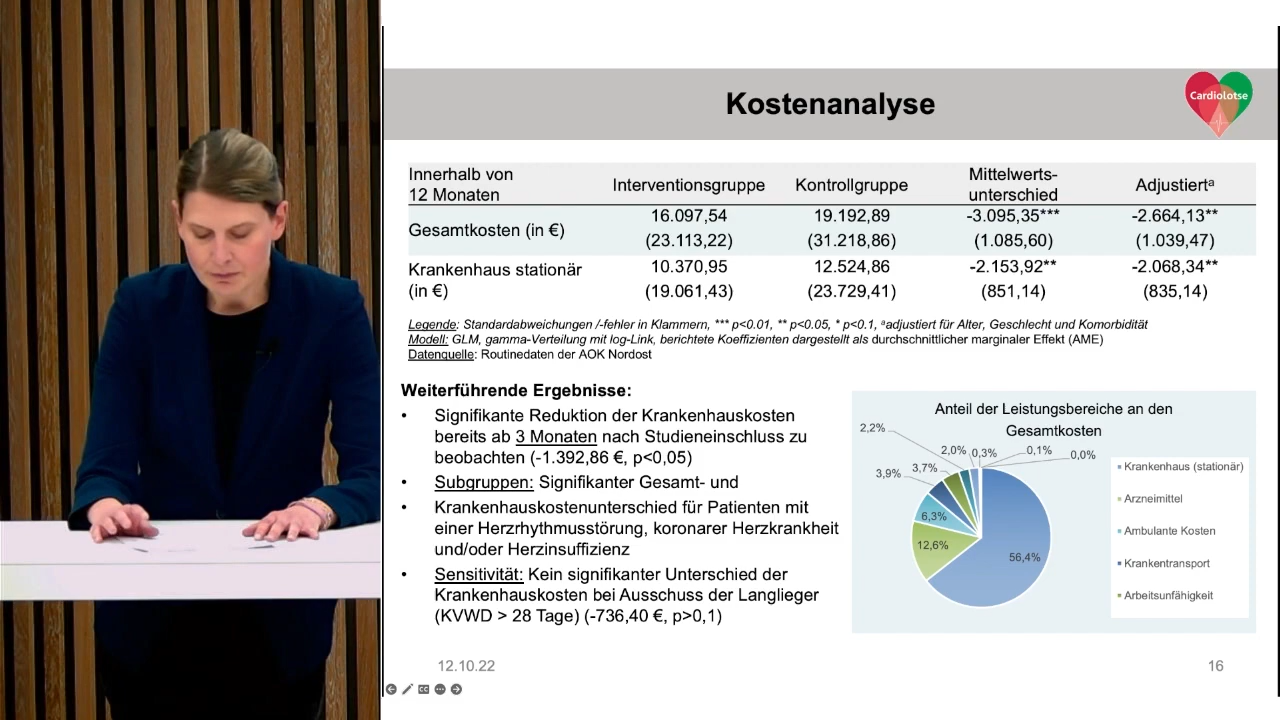 Kostenanalyse
Cardiolotse
Innerhalb von
12 Monaten
Interventionsgruppe
Kontrollgruppe
Mittelwerts-
unterschied
Adjustiertᵃ
Gesamtkosten (in €)
16.097,54
19.192,89
-3.095,35***
-2.664,13**
(23.113,22)
(31.218,86)
(1.085,60)
(1.039,47)
Krankenhaus stationär
(in €)
10.370,95
12.524,86
-2.153,92**
-2.068,34**
(19.061,43)
(23.729,41)
(851,14)
(835,14)
Legende: Standardabweichungen /-fehler in Klammern, *** p<0.01, ** p<0.05, * p<0.1, ᵃadjustiert für Alter, Geschlecht und Komorbidität
Modell: GLM, gamma-Verteilung mit log-Link, berichtete Koeffizienten dargestellt als durchschnittlicher marginaler Effekt (AME)
Datenquelle: Routinedaten der AOK Nordost
Weiterführende Ergebnisse:
• Signifikante Reduktion der Krankenhauskosten
bereits ab 3 Monaten nach Studieneinschluss zu
beobachten (-1.392,86 €, p<0,05)
• Subgruppen: Signifikanter Gesamt- und
• Krankenhauskostenunterschied für Patienten mit
einer Herzrhythmusstörung, koronarer Herzkrankheit
und/oder Herzinsuffizienz
• Sensitivität: Kein signifikanter Unterschied der
Krankenhauskosten bei Ausschuss der Langlieger
(KVWD > 28 Tage) (-736,40 €, p>0,1)
Anteil der Leistungsbereiche an den
Gesamtkosten
2,2%
2,0%
0,3%
0,1%
0,0%
3,9%
3,7%
6,3%
12,6%
56,4%
Krankenhaus (stationär)
Arzneimittel
Ambulante Kosten
Krankentransport
Arbeitsunfähigkeit
12.10.22
16
CC